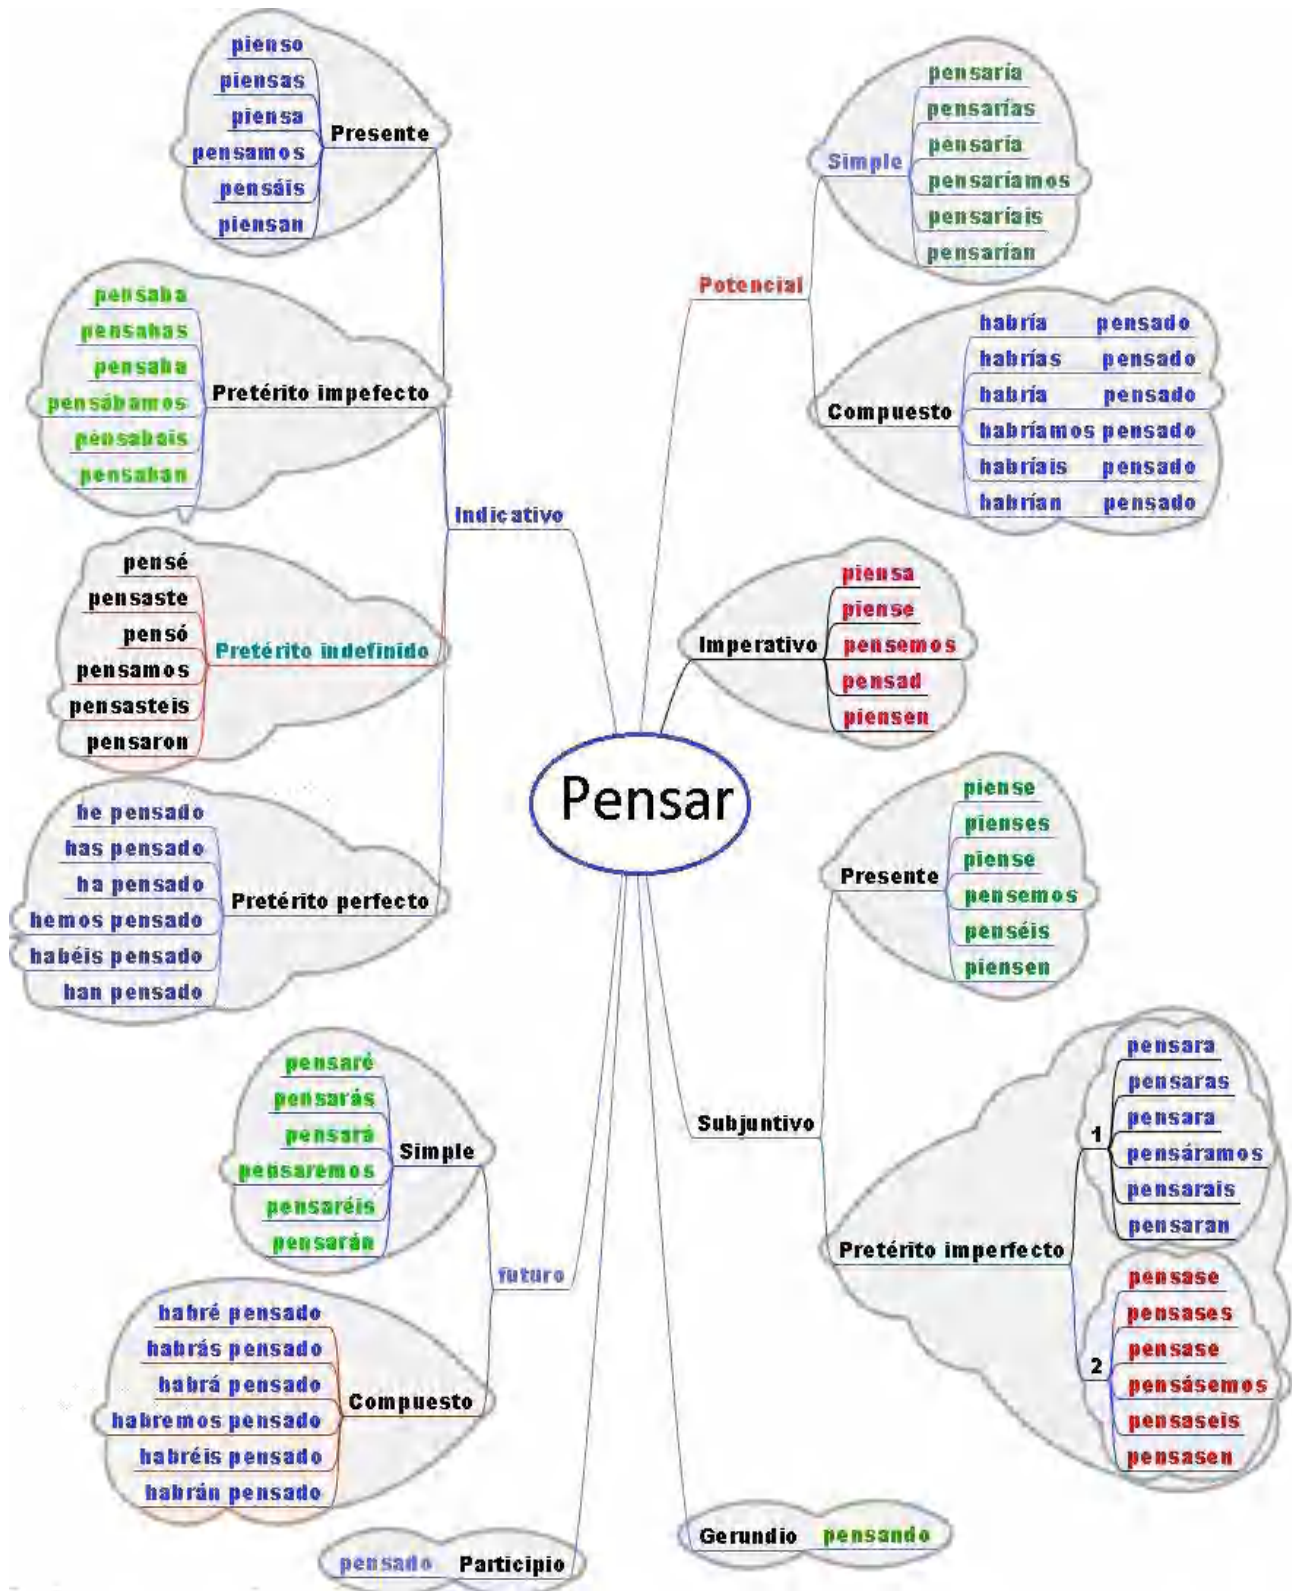 Pensar
Indicativo
Presente
pienso
piensas
piensa
pensamos
pensáis
piensan
Pretérito impefecto
pensaba
pensabas
pensaba
pensábamos
pensabais
pensaban
Pretérito indefinido
pensé
pensaste
pensó
pensamos
pensasteis
pensaron
Pretérito perfecto
he pensado
has pensado
ha pensado
hemos pensado
habéis pensado
han pensado
futuro
Simple
pensaré
pensarás
pensará
pensaremos
pensaréis
pensarán
Compuesto
habré pensado
habrás pensado
habrá pensado
habremos pensado
habréis pensado
habrán pensado
Participio
pensado
Potencial
Simple
pensaría
pensarías
pensaría
pensaríamos
pensaríais
pensarían
Compuesto
habría pensado
habrías pensado
habría pensado
habríamos pensado
habríais pensado
habrían pensado
Imperativo
piensa
piense
pensemos
pensad
piensen
Subjuntivo
Presente
piense
pienses
piense
pensemos
penséis
piensen
Pretérito imperfecto
1
pensara
pensaras
pensara
pensáramos
pensarais
pensaran
2
pensase
pensases
pensase
pensásemos
pensaseis
pensasen
Gerundio
pensando